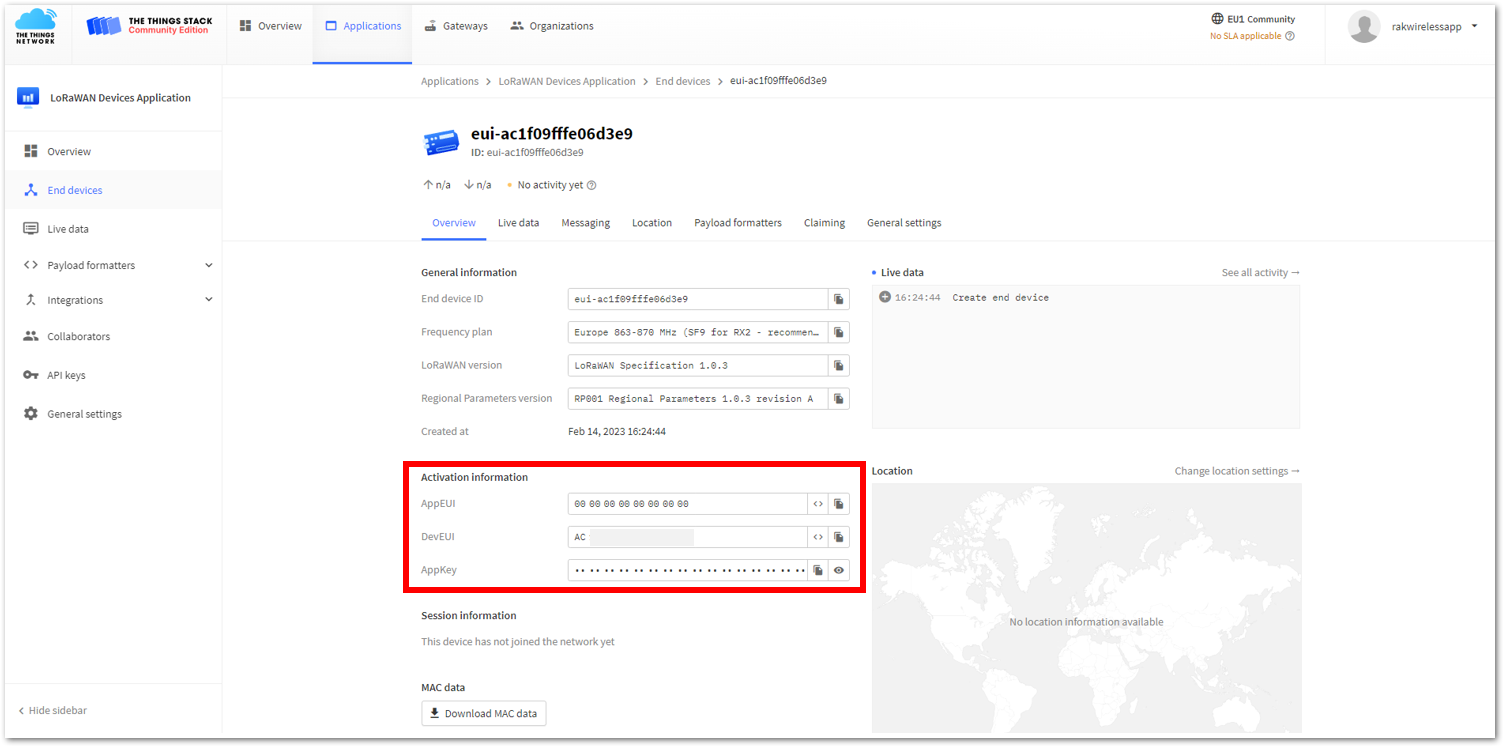 THE THINGS
NETWORK
THE THINGS STACK
Community Edition
Overview
Applications
Gateways
Organizations
EU1 Community
No SLA applicable
rakwirelessapp
LoRaWAN Devices Application
Overview
End devices
Live data
Payload formatters
Integrations
Collaborators
API keys
General settings
Hide sidebar
Applications > LoRaWAN Devices Application > End devices > eui-ac1f09fffe06d3e9
eui-ac1f09fffe06d3e9
ID: eui-ac1f09fffe06d3e9
↑ n/a ↓ n/a • No activity yet
Overview Live data Messaging Location Payload formatters Claiming General settings
General information
End device ID eui-ac1f09fffe06d3e9
Frequency plan Europe 863-870 MHz (SF9 for RX2 - recommen…
LoRaWAN version LoRaWAN Specification 1.0.3
Regional Parameters version RP001 Regional Parameters 1.0.3 revision A
Created at Feb 14, 2023 16:24:44
Activation information
AppEUI 00 00 00 00 00 00 00 00
DevEUI AC
AppKey •• •• •• •• •• •• •• •• •• •• •• •• •• •• •• ••
Session information
This device has not joined the network yet
MAC data
Download MAC data
Live data
See all activity →
16:24:44 Create end device
Location
Change location settings →
No location information available